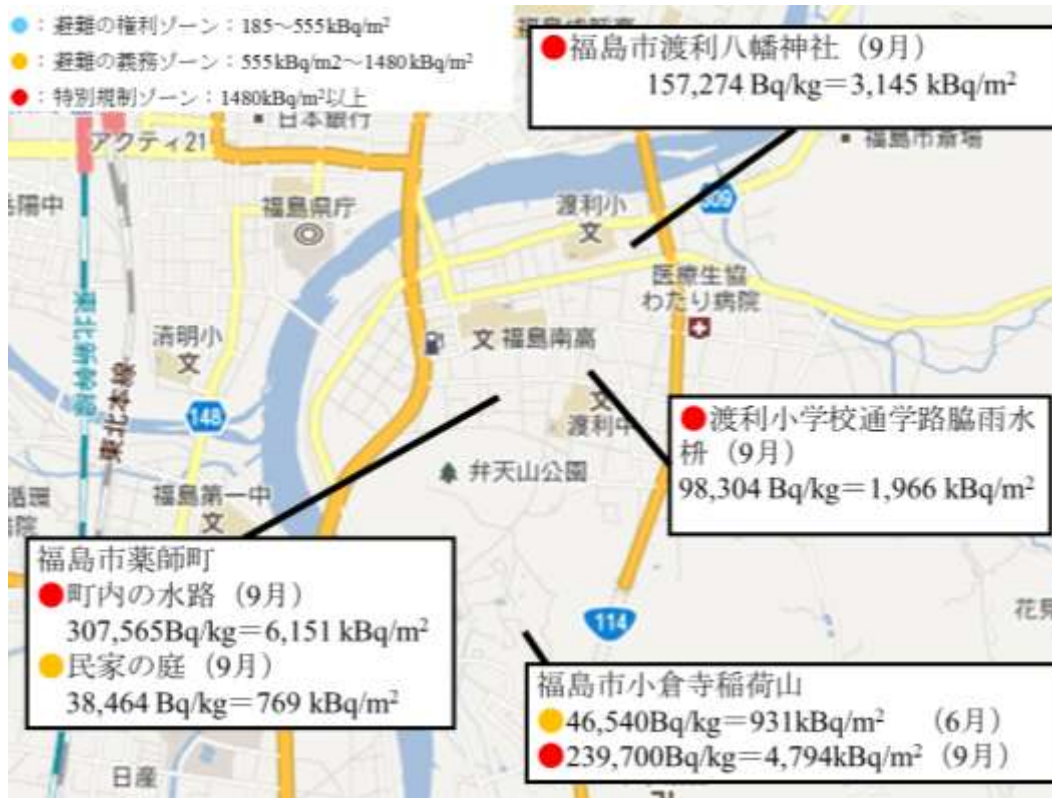 ●：避難の権利ゾーン：185～555kBq/m²
●：避難の義務ゾーン：555kBq/m2～1480kBq/m²
●：特別規制ゾーン：1480kBq/m²以上
●福島市渡利八幡神社（9月）
157,274 Bq/kg＝3,145 kBq/m²
日本銀行
アクティ21
福島市斎場
福島県庁
渡利小
文
309
医療生協
わたり病院
清明小
文
文 福島南高
148
東北本線
文
渡利中
弁天山公園
福島第一中
文
●渡利小学校通学路脇雨水
枡（9月）
98,304 Bq/kg＝1,966 kBq/m²
福島市薬師町
●町内の水路（9月）
307,565Bq/kg＝6,151 kBq/m²
●民家の庭（9月）
38,464 Bq/kg＝769 kBq/m²
114
福島市小倉寺稲荷山
●46,540Bq/kg＝931kBq/m²（6月）
●239,700Bq/kg＝4,794kBq/m²（9月）
日産